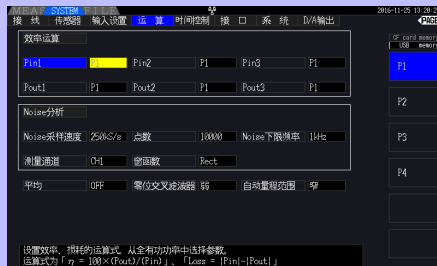 MEAS SYSTEM FILE 2016-11-25 13:20:2
接 线 传感器 输入设置 运 算 时间控制 接 口 系 统 D/A输出 PAGE
效率运算
CF card memory
USB memory
Pin1 P1 Pin2 P1 Pin3 P1
P1
Pout1 P1 Pout2 P1 Pout3 P1
P2
Noise分析
Noise采样速度 250kS/s 点数 10000 Noise下限频率 1kHz
P3
测量通道 CH1 窗函数 Rect
P4
平均 OFF 零位交叉滤波器 弱 自动量程范围 窄
设置效率、损耗的运算式。从全有功功率中选择参数。
运算式为「η = 100×(Pout)/(Pin)」、「Loss = |Pin|-|Pout|」